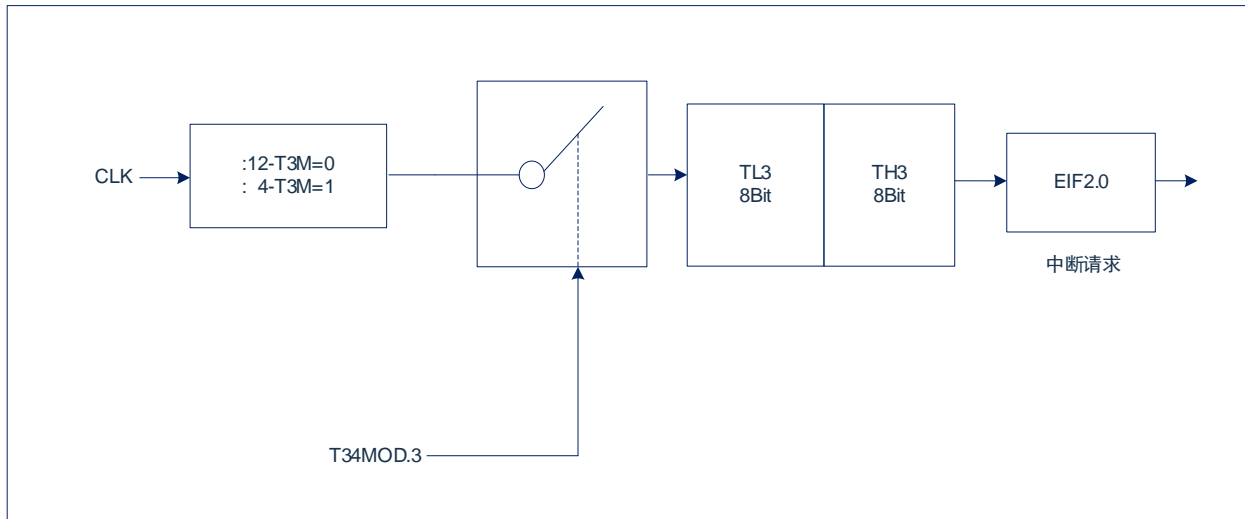 CLK
:12-T3M=0
: 4-T3M=1
TL3
8Bit
TH3
8Bit
EIF2.0
中断请求
T34MOD.3